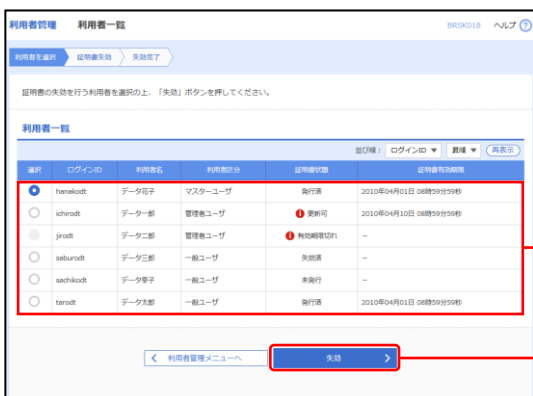 利用者管理 利用者一覧 BRSK018 ヘルプ ?
利用者を選択 証明書失効 失効完了
証明書の失効を行う利用者を選択の上、「失効」ボタンを押してください。
利用者一覧
並び順： ログインID ▼ 昇順 ▼ 再表示
選択 ログインID 利用者名 利用者区分 証明書状態 証明書有効期限
hanakodt データ花子 マスターユーザ 発行済 2010年04月01日 08時59分59秒
ichirodt データ一郎 管理者ユーザ ! 更新可 2010年04月10日 08時59分59秒
jirodt データ二郎 管理者ユーザ ! 有効期限切れ －
saburodt データ三郎 一般ユーザ 失効済 －
sachikodt データ幸子 一般ユーザ 未発行 －
tarodt データ太郎 一般ユーザ 発行済 2010年04月01日 08時59分59秒
利用者管理メニューへ 失効